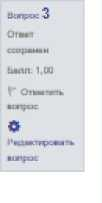 Вопрос 3
Ответ
сохранен
Балл: 1,00
Отметить
вопрос
Редактировать
вопрос